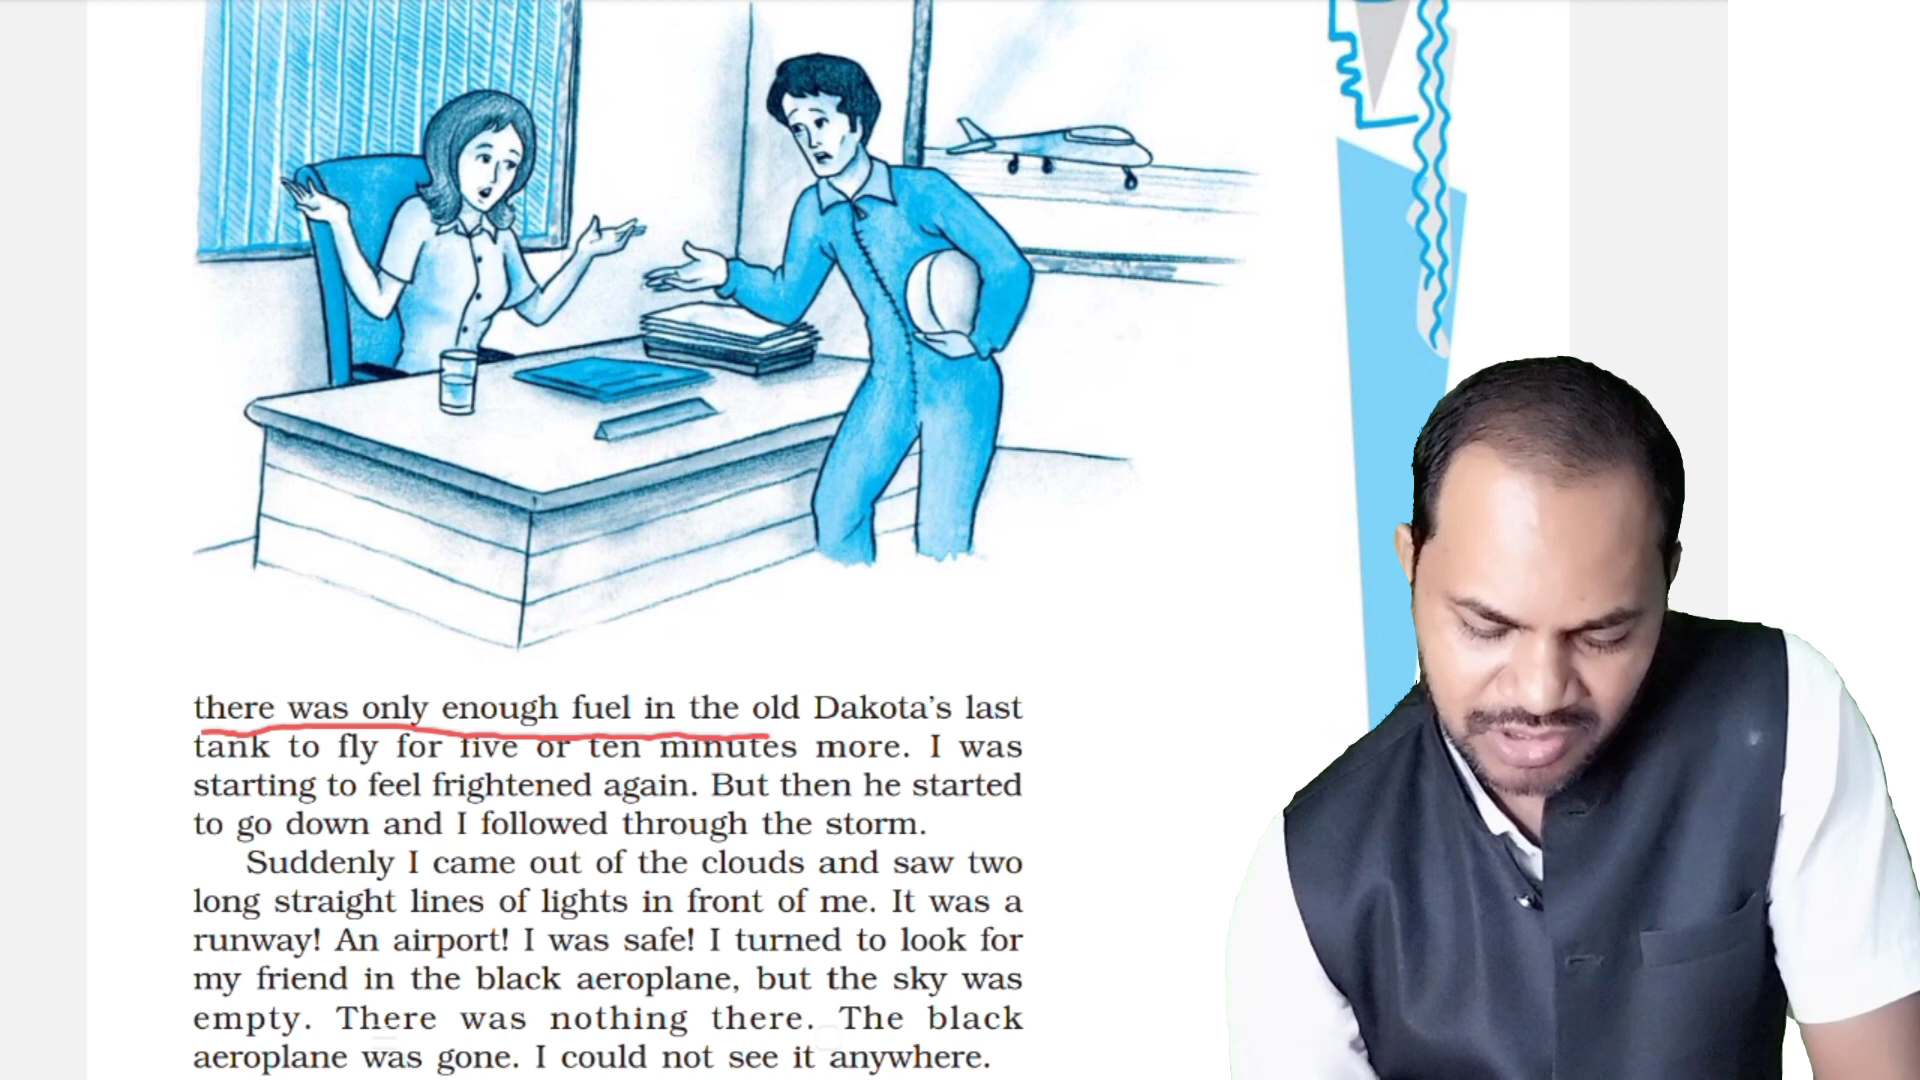 there was only enough fuel in the old Dakota's last
tank to fly for five or ten minutes more. I was
starting to feel frightened again. But then he started
to go down and I followed through the storm.
Suddenly I came out of the clouds and saw two
long straight lines of lights in front of me. It was a
runway! An airport! I was safe! I turned to look for
my friend in the black aeroplane, but the sky was
empty. There was nothing there. The black
aeroplane was gone. I could not see it anywhere.